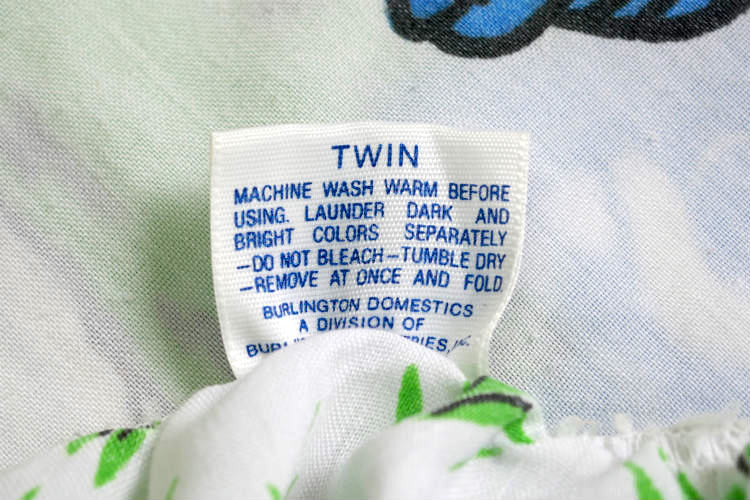 TWIN
MACHINE WASH WARM BEFORE
USING. LAUNDER DARK AND
BRIGHT COLORS SEPARATELY
—DO NOT BLEACH—TUMBLE DRY
—REMOVE AT ONCE AND FOLD.
BURLINGTON DOMESTICS
A DIVISION OF
INC.